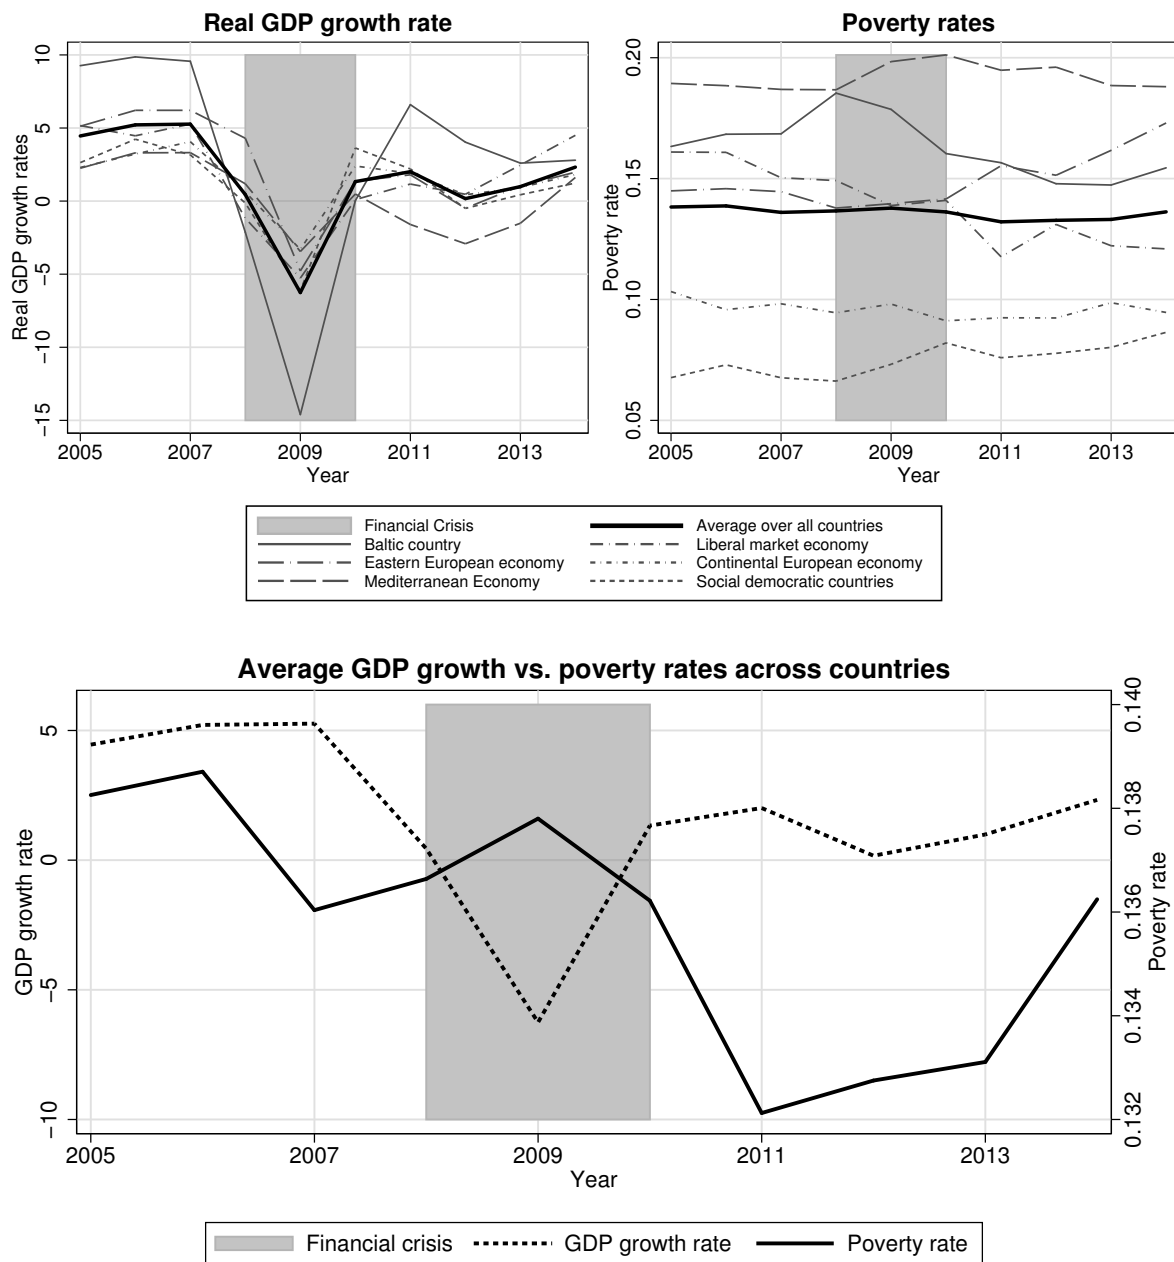 Real GDP growth rate
Real GDP growth rates
10
5
0
−5
−10
−15
2005 2007 2009 2011 2013
Year
Poverty rates
Poverty rate
0.20
0.15
0.10
0.05
2005 2007 2009 2011 2013
Year
Financial Crisis Average over all countries
Baltic country Liberal market economy
Eastern European economy Continental European economy
Mediterranean Economy Social democratic countries
Average GDP growth vs. poverty rates across countries
GDP growth rate
5
0
−5
−10
0.140
0.138
0.136
0.134
0.132
Poverty rate
2005 2007 2009 2011 2013
Year
Financial crisis GDP growth rate Poverty rate